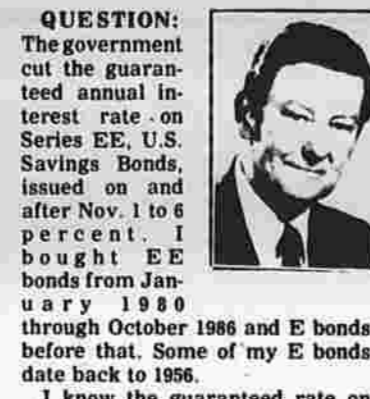 QUESTION:
The government
cut the guaran-
teed annual in-
terest rate on
Series EE, U.S.
Savings Bonds,
issued on and
after Nov. 1 to 6
percent. I
bought EE
bonds from Jan-
uary 1980
through October 1986 and E bonds
before that. Some of my E bonds
date back to 1956.
I know the guaranteed rate on